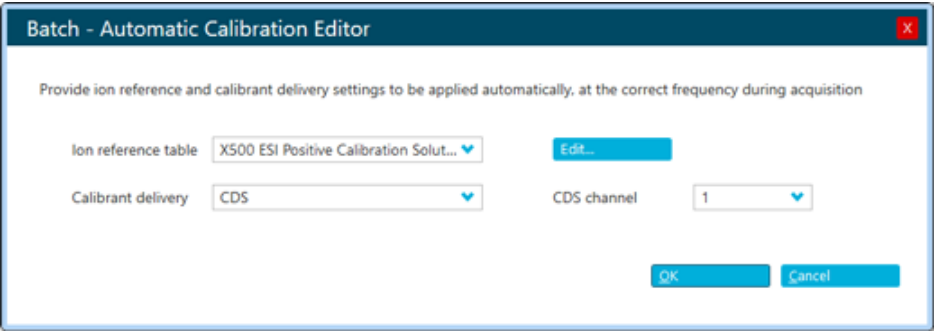 Batch - Automatic Calibration Editor X
Provide ion reference and calibrant delivery settings to be applied automatically, at the correct frequency during acquisition
Ion reference table X500 ESI Positive Calibration Solut... Edit...
Calibrant delivery CDS CDS channel 1
OK Cancel